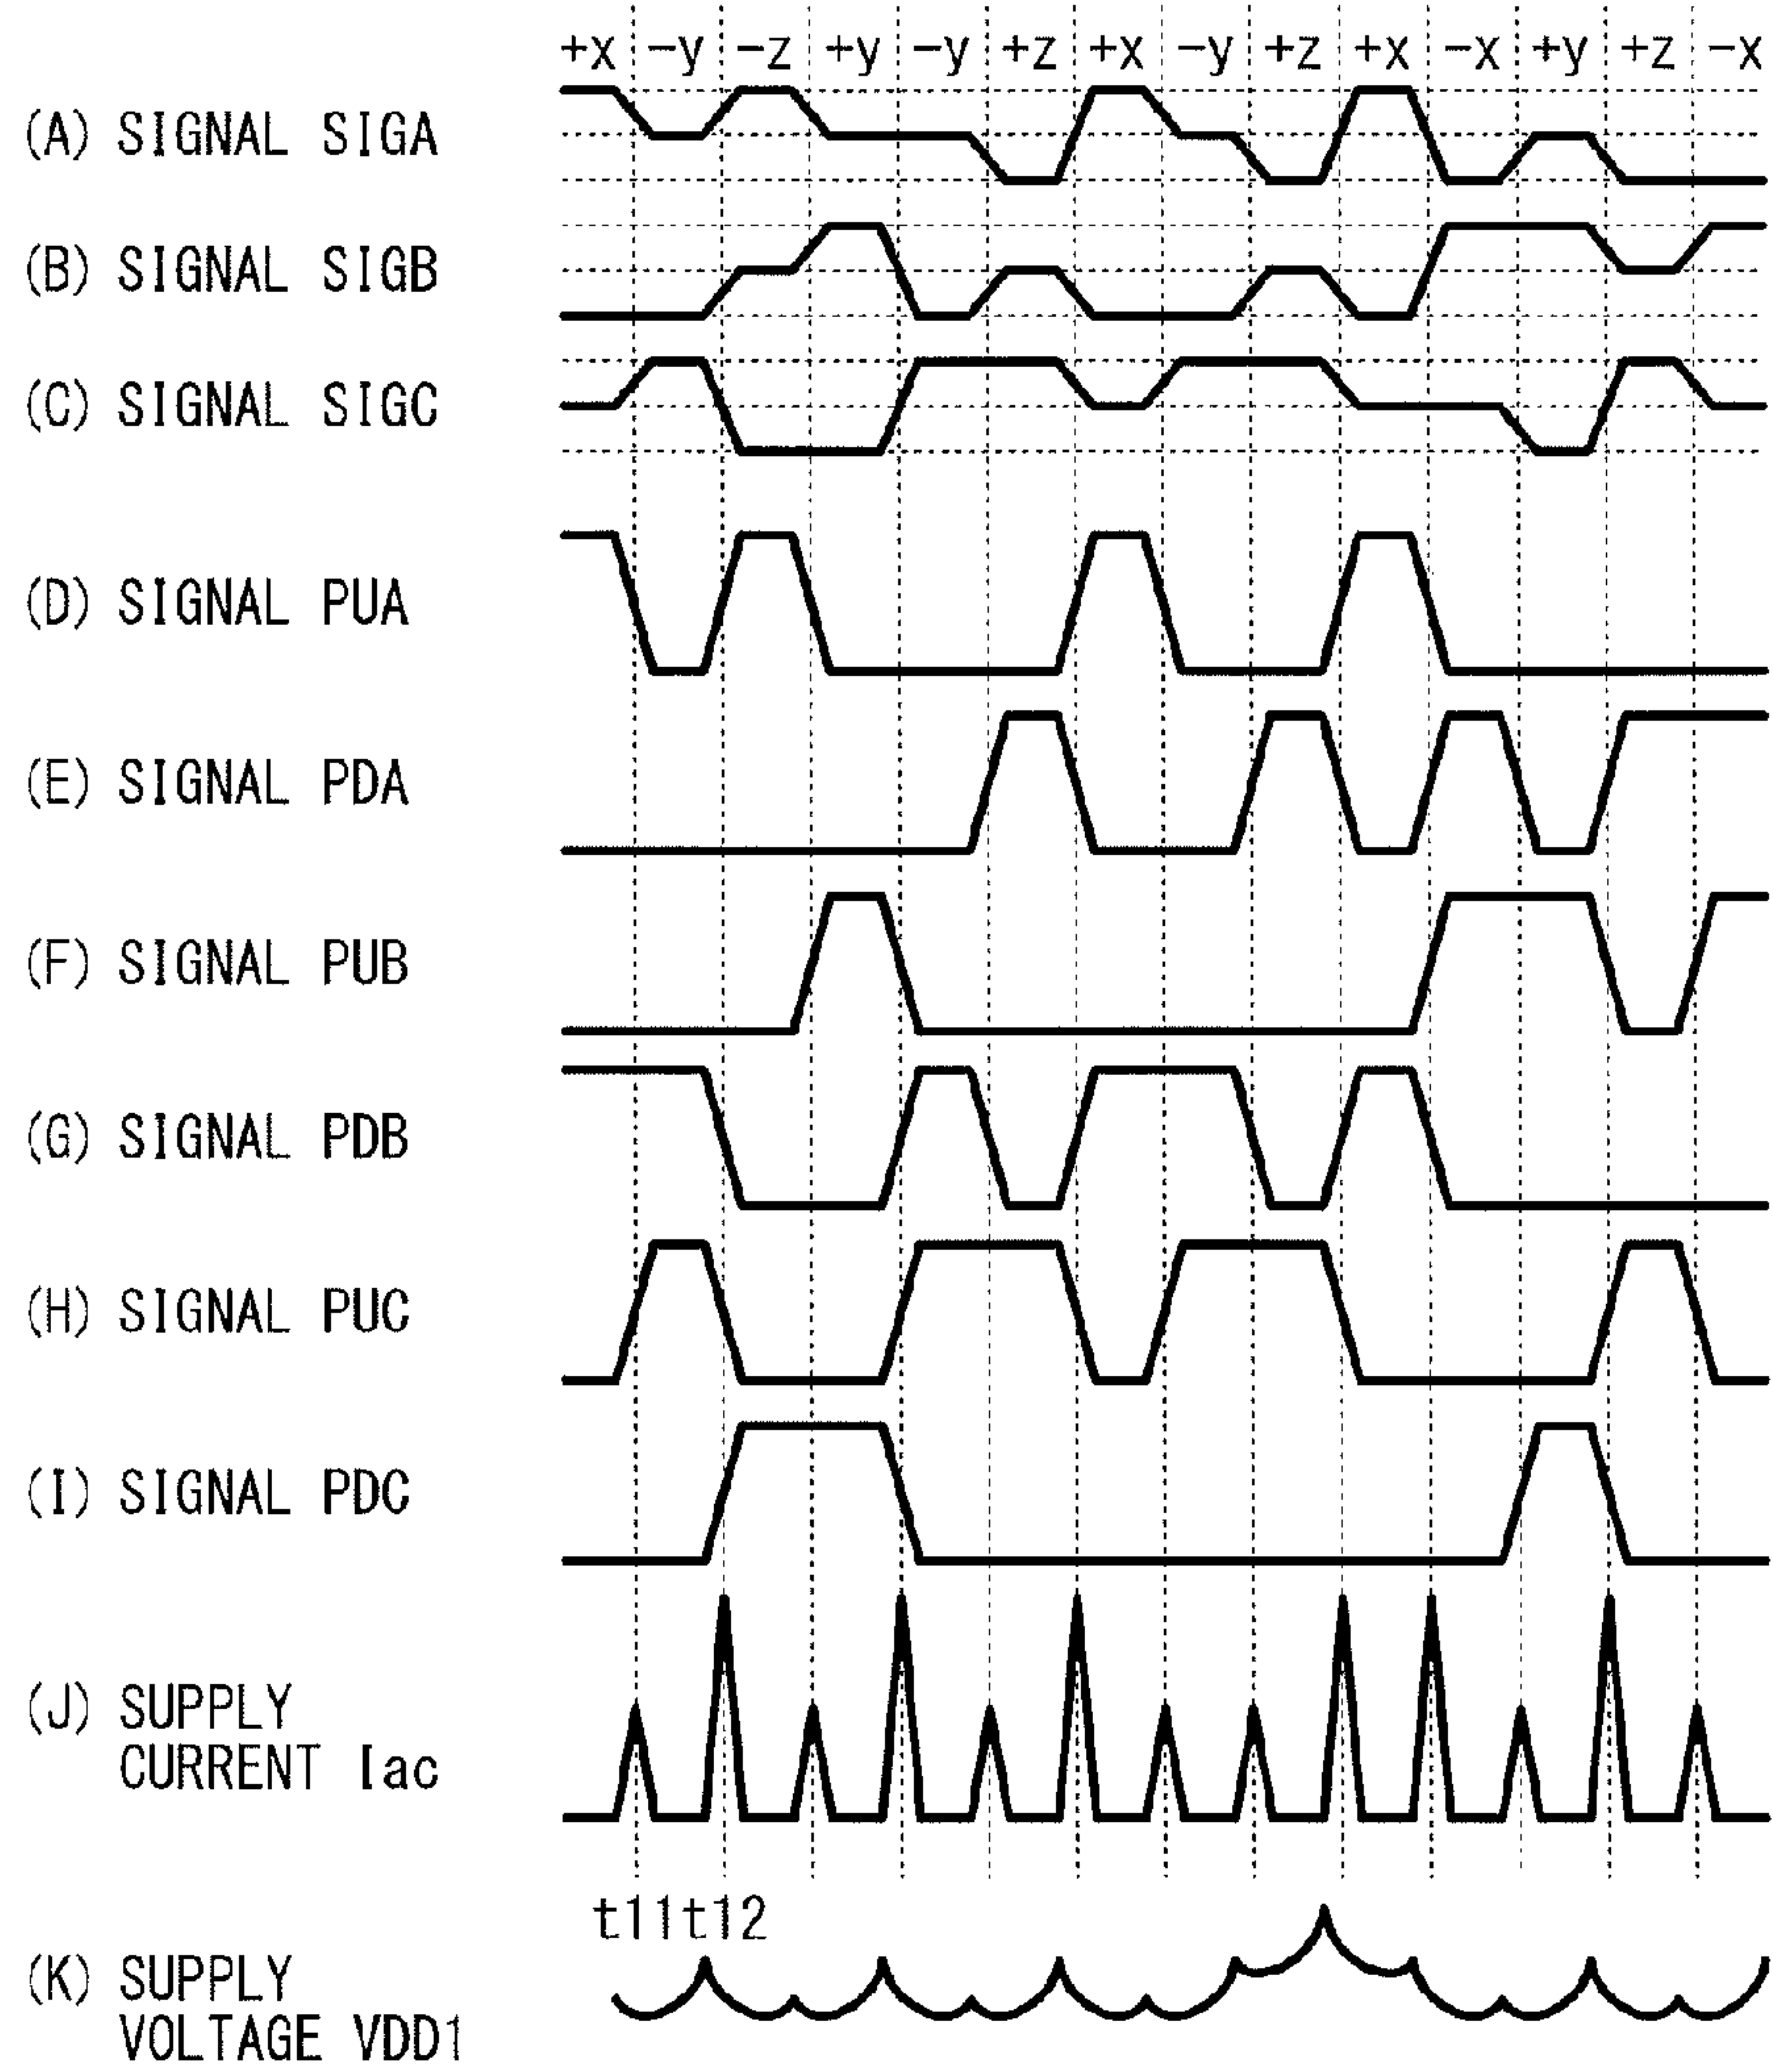 +x -y -z +y -y +z +x -y +z +x -x +y +z -x
(A) SIGNAL SIGA
(B) SIGNAL SIGB
(C) SIGNAL SIGC
(D) SIGNAL PUA
(E) SIGNAL PDA
(F) SIGNAL PUB
(G) SIGNAL PDB
(H) SIGNAL PUC
(I) SIGNAL PDC
(J) SUPPLY
CURRENT Iac
t11t12
(K) SUPPLY
VOLTAGE VDD1